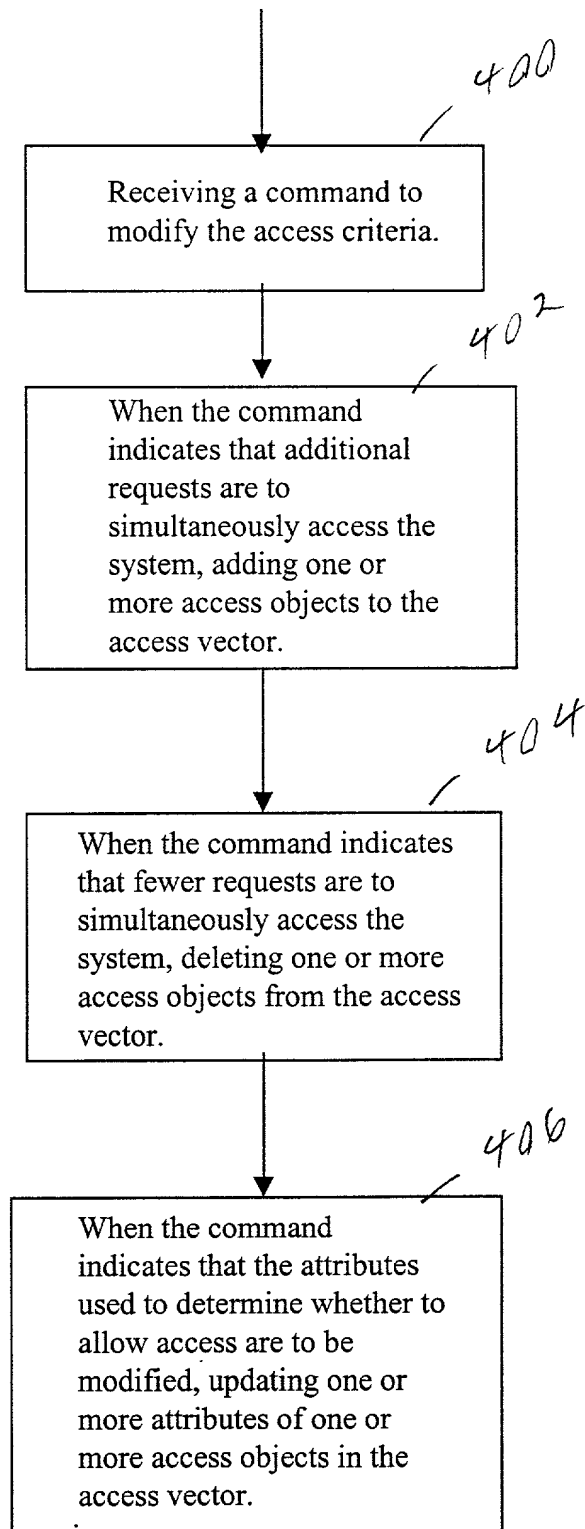 400
Receiving a command to
modify the access criteria.
402
When the command
indicates that additional
requests are to
simultaneously access the
system, adding one or
more access objects to the
access vector.
404
When the command indicates
that fewer requests are to
simultaneously access the
system, deleting one or more
access objects from the access
vector.
406
When the command
indicates that the attributes
used to determine whether to
allow access are to be
modified, updating one or
more attributes of one or
more access objects in the
access vector.